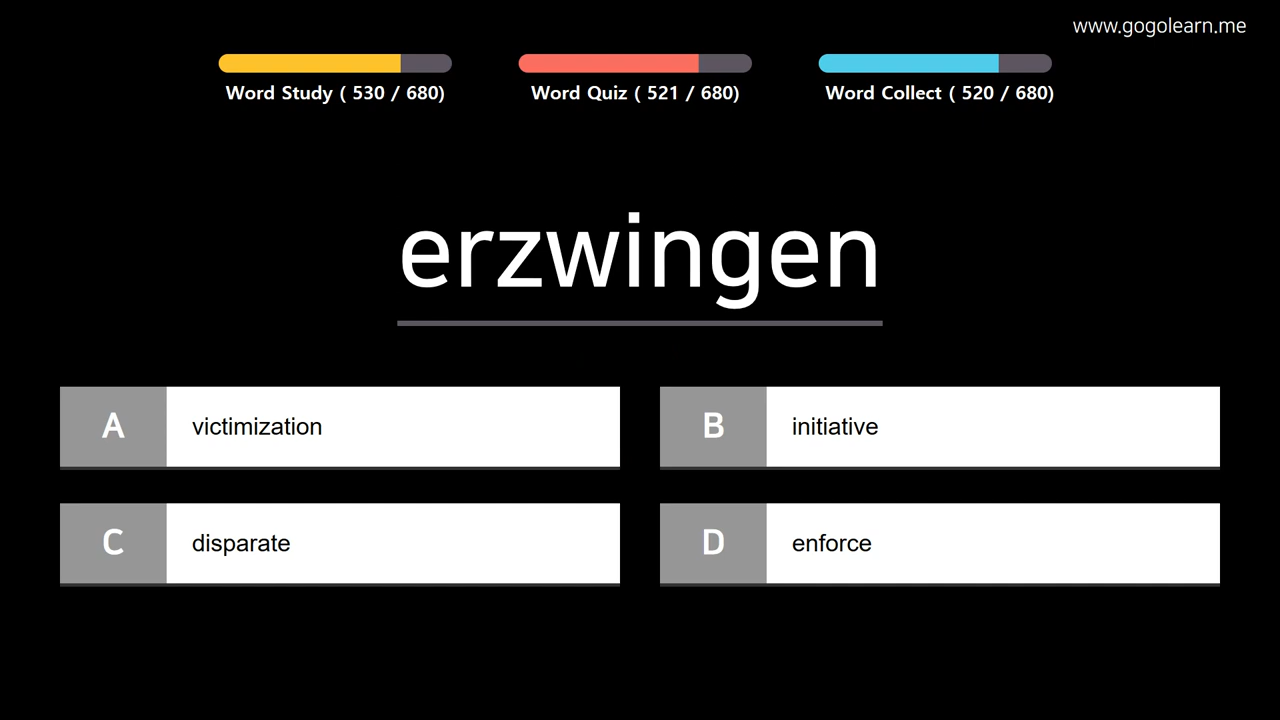 www.gogolearn.me
Word Study ( 530 / 680)
Word Quiz ( 521 / 680)
Word Collect ( 520 / 680)
erzwingen
A victimization
B initiative
C disparate
D enforce